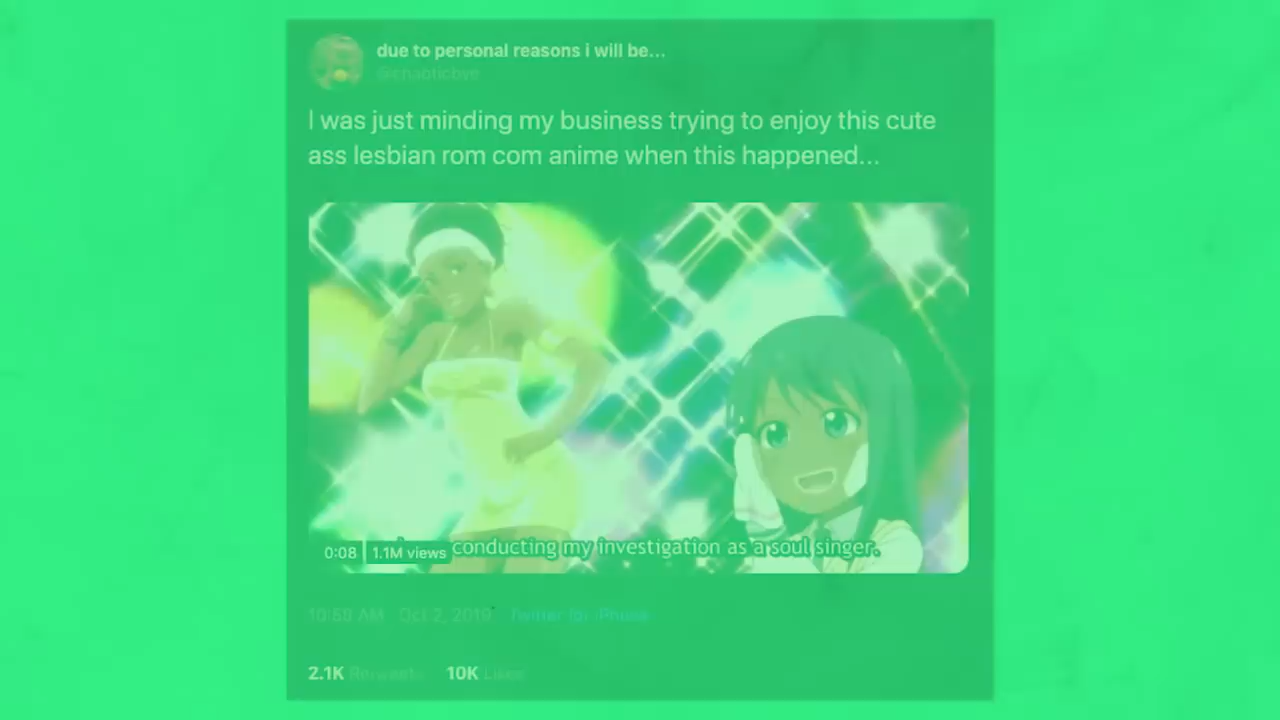 due to personal reasons i will be...
I was just minding my business trying to enjoy this cute
ass lesbian rom com anime when this happened...
0:08 1.1M views conducting my investigation as a soul singer.
10:58 AM Oct 2, 2019 Twitter for iPhone
2.1K Retweets 10K Likes